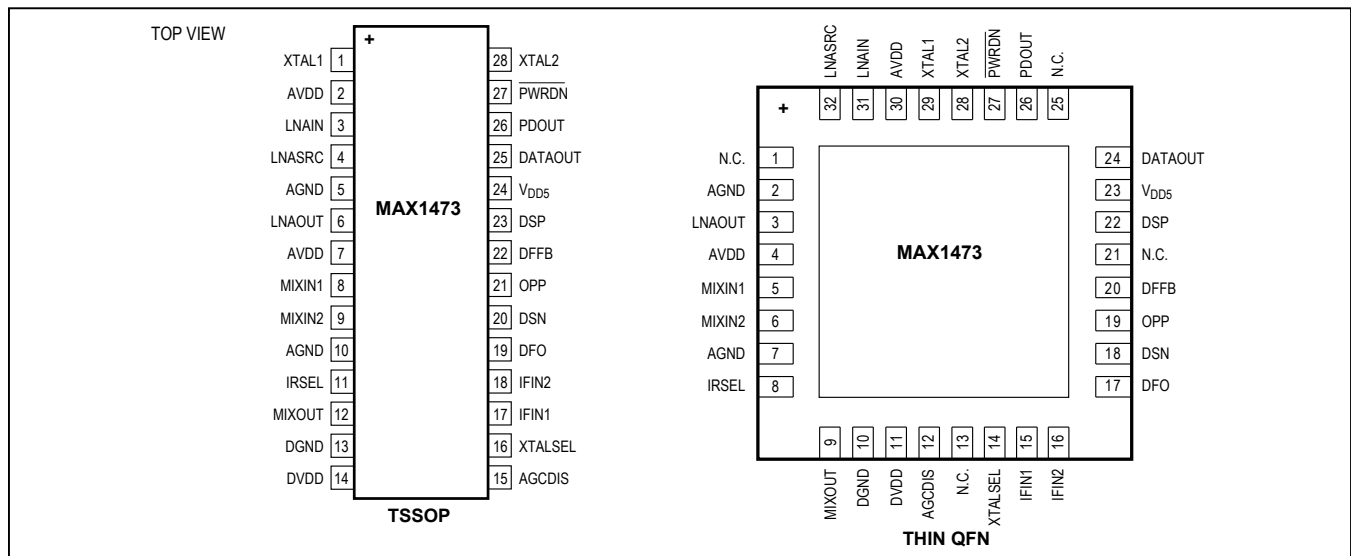 TOP VIEW
+
XTAL1 1
AVDD 2
LNAIN 3
LNASRC 4
AGND 5
LNAOUT 6
AVDD 7
MIXIN1 8
MIXIN2 9
AGND 10
IRSEL 11
MIXOUT 12
DGND 13
DVDD 14
MAX1473
28 XTAL2
27 PWRDN
26 PDOUT
25 DATAOUT
24 VDD5
23 DSP
22 DFFB
21 OPP
20 DSN
19 DFO
18 IFIN2
17 IFIN1
16 XTALSEL
15 AGCDIS
TSSOP
LNASRC 32
LNAIN 31
AVDD 30
XTAL1 29
XTAL2 28
PWRDN 27
PDOUT 26
N.C. 25
+
N.C. 1
AGND 2
LNAOUT 3
AVDD 4
MIXIN1 5
MIXIN2 6
AGND 7
IRSEL 8
MAX1473
24 DATAOUT
23 VDD5
22 DSP
21 N.C.
20 DFFB
19 OPP
18 DSN
17 DFO
9 MIXOUT
10 DGND
11 DVDD
12 AGCDIS
13 N.C.
14 XTALSEL
15 IFIN1
16 IFIN2
THIN QFN